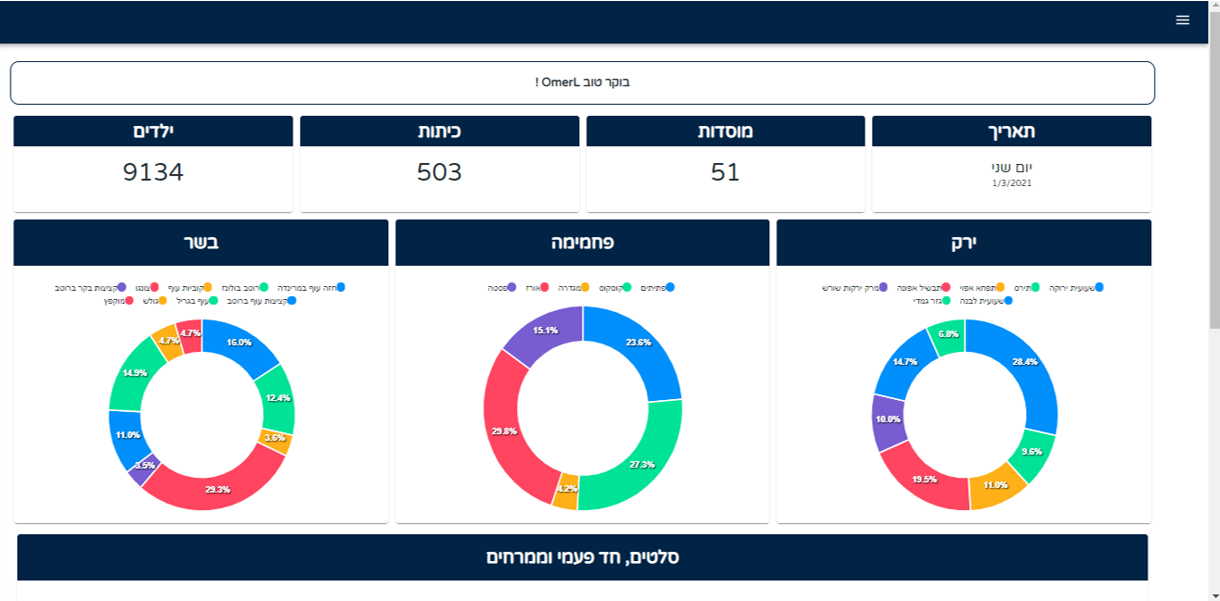 בוקר טוב OmerL !
תאריך
יום שני
1/3/2021
מוסדות
51
כיתות
503
ילדים
9134
ירק
שעועית ירוקה תירס תפוחא אפוי תבשיל אפונה מרק ירקות שורש
שעועית לבנה גזר גמדי
28.4%
9.6%
11.0%
19.5%
10.0%
14.7%
6.8%
פחמימה
פתיתים קוסקוס מגדרה אורז פסטה
23.6%
27.3%
4.2%
29.8%
15.1%
בשר
חזה עוף במרינדה רוטב בולונז קוביות עוף צונגו קציצות בקר ברוטב
קציצות עוף ברוטב עוף בגריל גולש מוקפץ
16.0%
12.4%
3.6%
29.3%
3.5%
11.0%
14.9%
4.7%
4.7%
סלטים, חד פעמי וממרחים